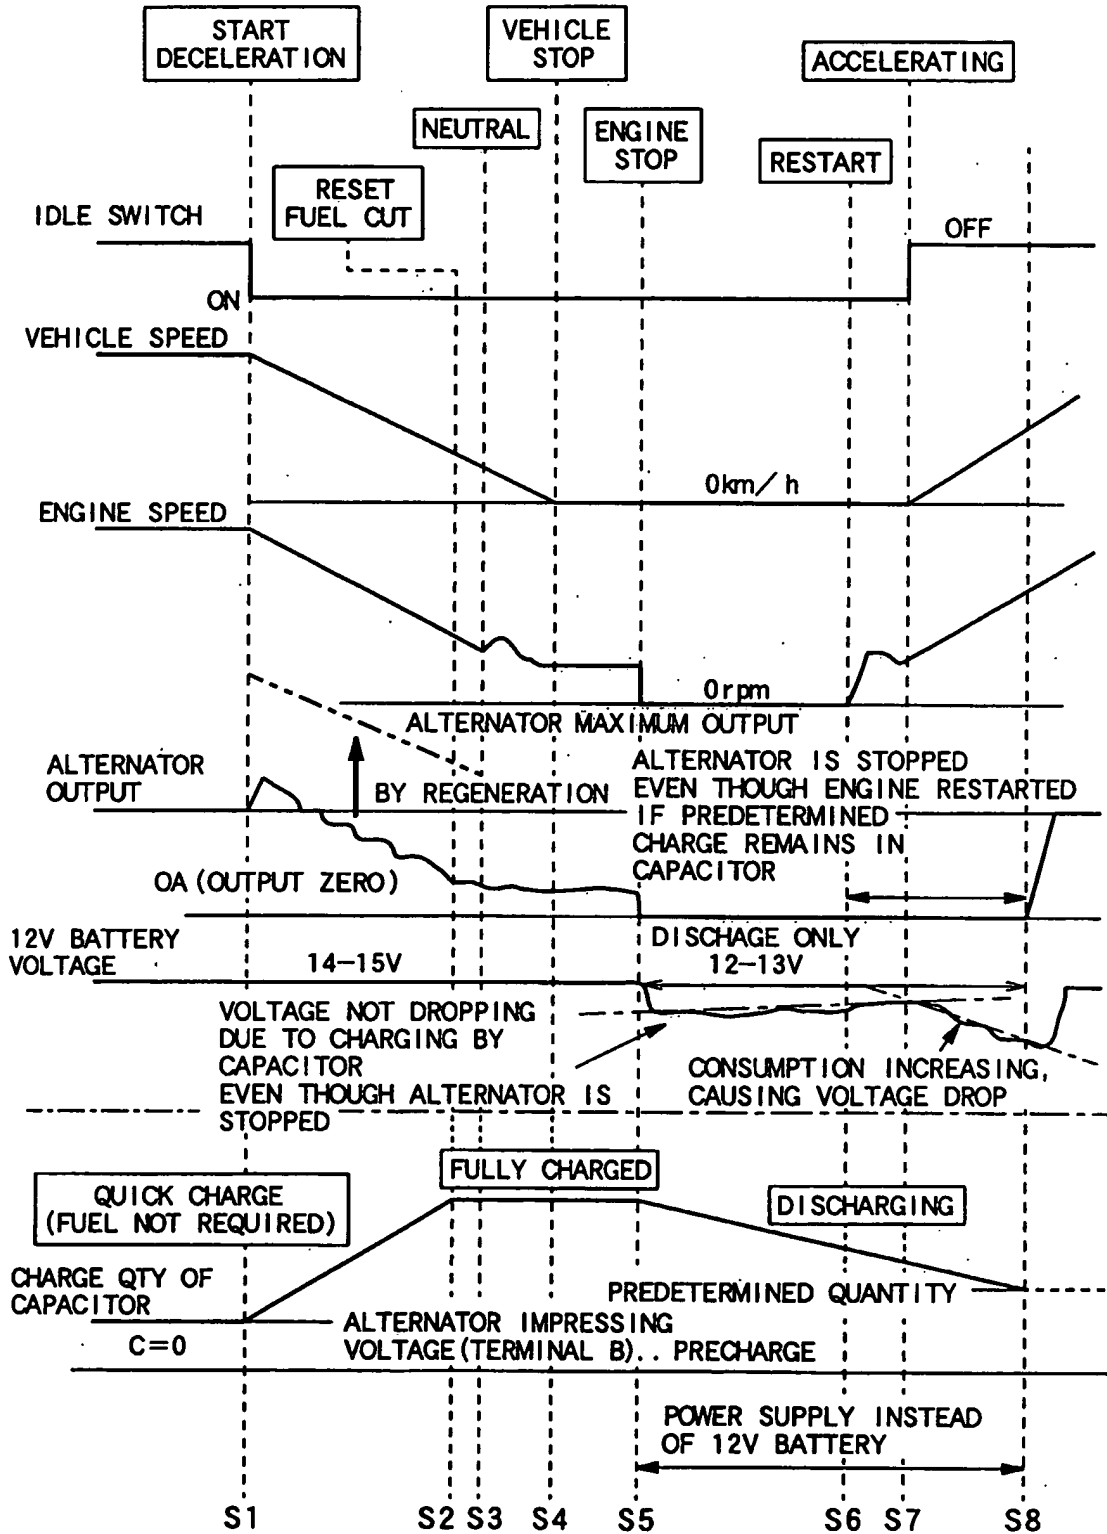 START
DECELERATION
VEHICLE
STOP
ACCELERATING
NEUTRAL
ENGINE
STOP
RESTART
RESET
FUEL CUT
IDLE SWITCH
OFF
ON
VEHICLE SPEED
0km/h
ENGINE SPEED
0rpm
ALTERNATOR MAXIMUM OUTPUT
ALTERNATOR
OUTPUT
BY REGENERATION
ALTERNATOR IS STOPPED
EVEN THOUGH ENGINE RESTARTED
IF PREDETERMINED
CHARGE REMAINS IN
CAPACITOR
0A(OUTPUT ZERO)
12V BATTERY
VOLTAGE
14-15V
DISCHAGE ONLY
12-13V
VOLTAGE NOT DROPPING
DUE TO CHARGING BY
CAPACITOR
EVEN THOUGH ALTERNATOR IS
STOPPED
CONSUMPTION INCREASING,
CAUSING VOLTAGE DROP
FULLY CHARGED
QUICK CHARGE
(FUEL NOT REQUIRED)
DISCHARGING
CHARGE QTY OF
CAPACITOR
PREDETERMINED QUANTITY
C=0
ALTERNATOR IMPRESSING
VOLTAGE(TERMINAL B).. PRECHARGE
POWER SUPPLY INSTEAD
OF 12V BATTERY
S1 S2 S3 S4 S5 S6 S7 S8